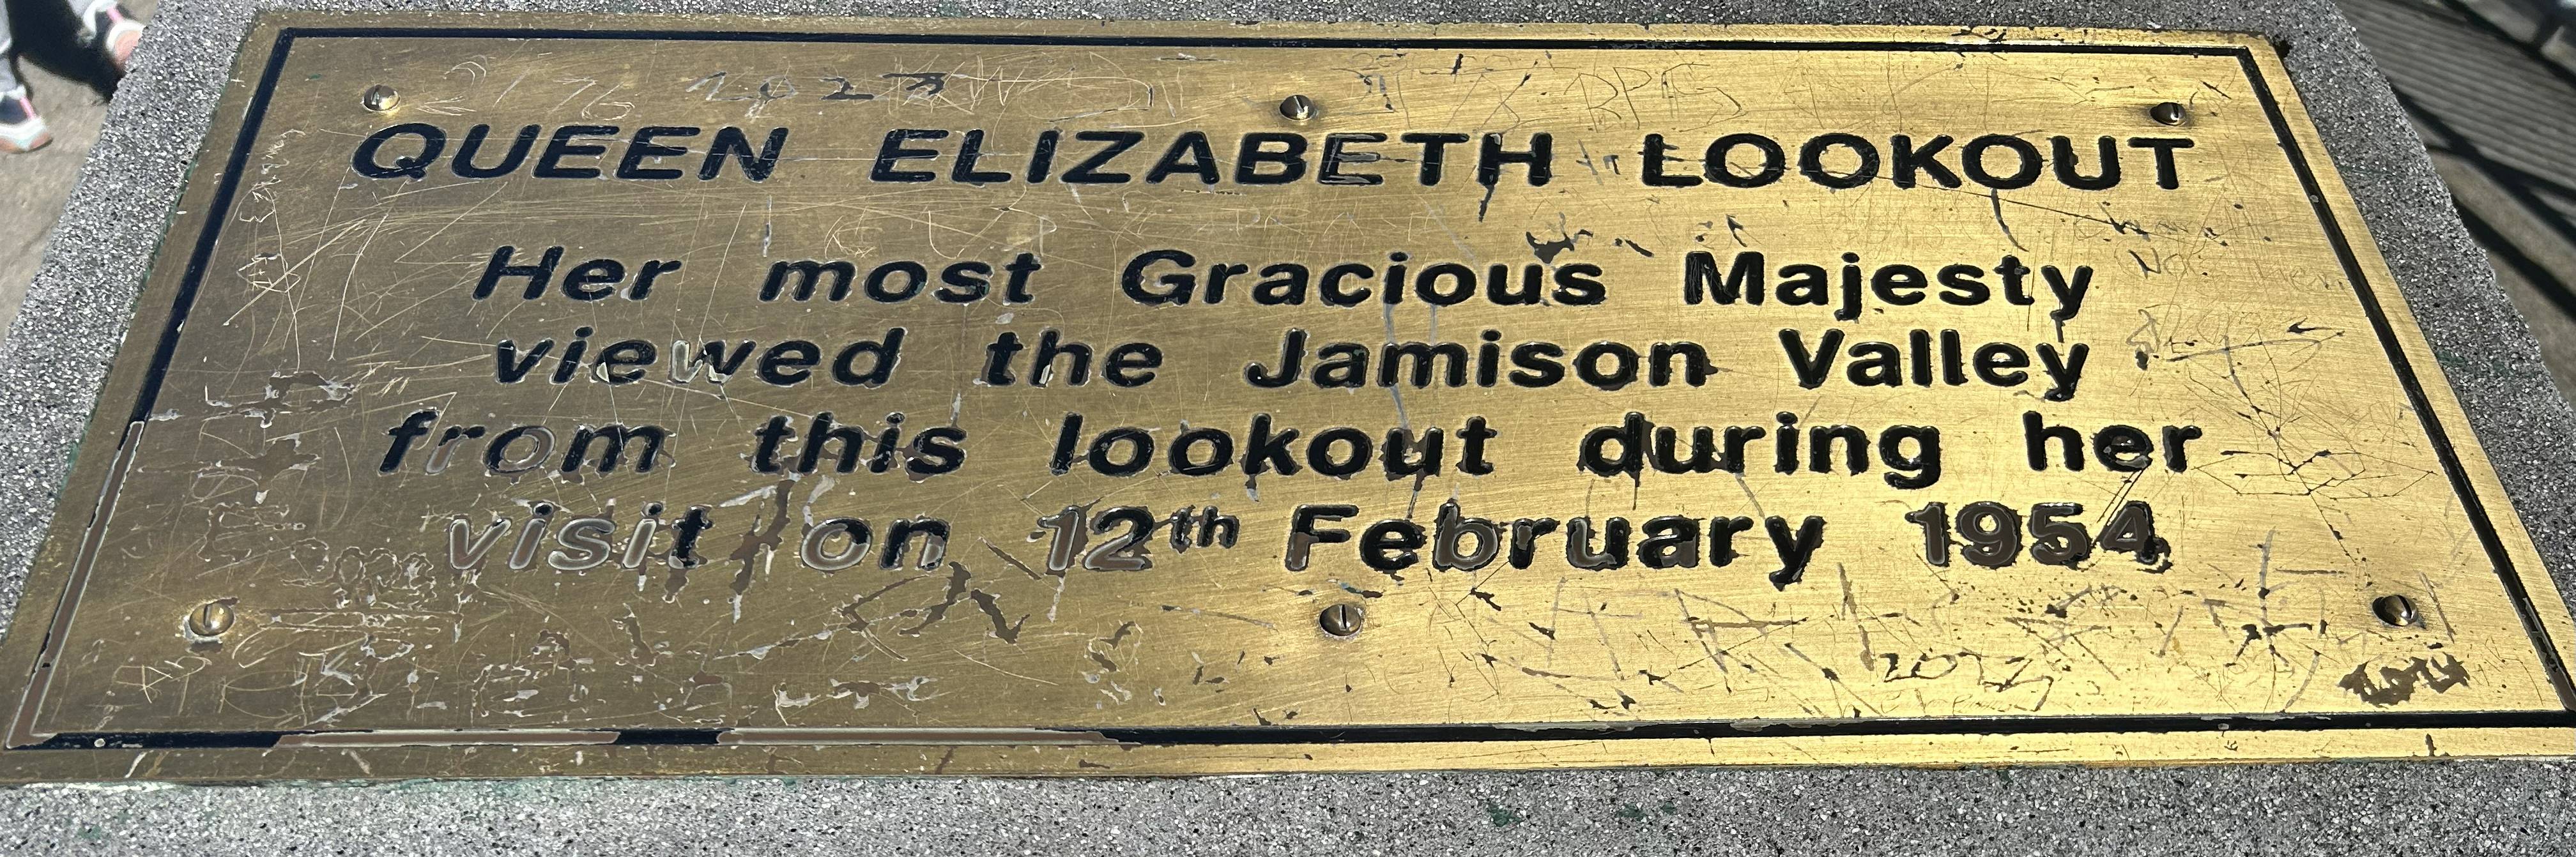 2023
QUEEN ELIZABETH LOOKOUT
Her most Gracious Majesty
viewed the Jamison Valley
from this lookout during her
visit on 12th February 1954